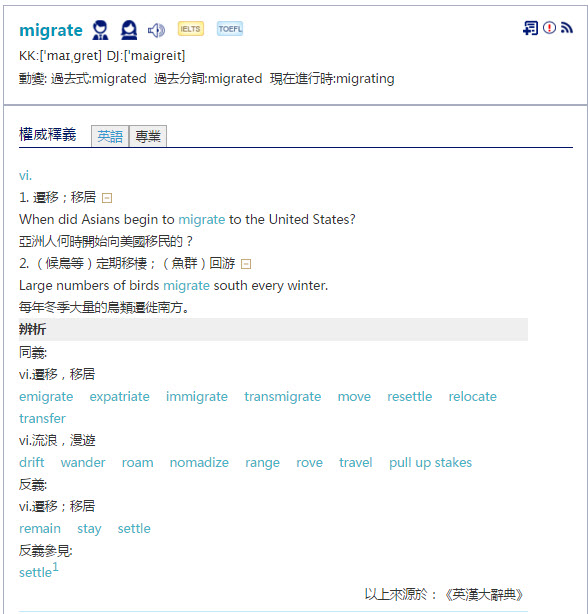 migrate IELTS TOEFL
KK:[ˈmaɪˌgret] DJ:['maigreit]
動變: 過去式:migrated 過去分詞:migrated 現在進行時:migrating
權威釋義 英語 專業
vi.
1. 遷移；移居
When did Asians begin to migrate to the United States?
亞洲人何時開始向美國移民的？
2. （候鳥等）定期移棲；（魚群）回游
Large numbers of birds migrate south every winter.
每年冬季大量的鳥類遷徙南方。
辨析
同義:
vi.遷移，移居
emigrate expatriate immigrate transmigrate move resettle relocate
transfer
vi.流浪，漫遊
drift wander roam nomadize range rove travel pull up stakes
反義:
vi.遷移；移居
remain stay settle
反義參見:
settle1
以上來源於：《英漢大辭典》